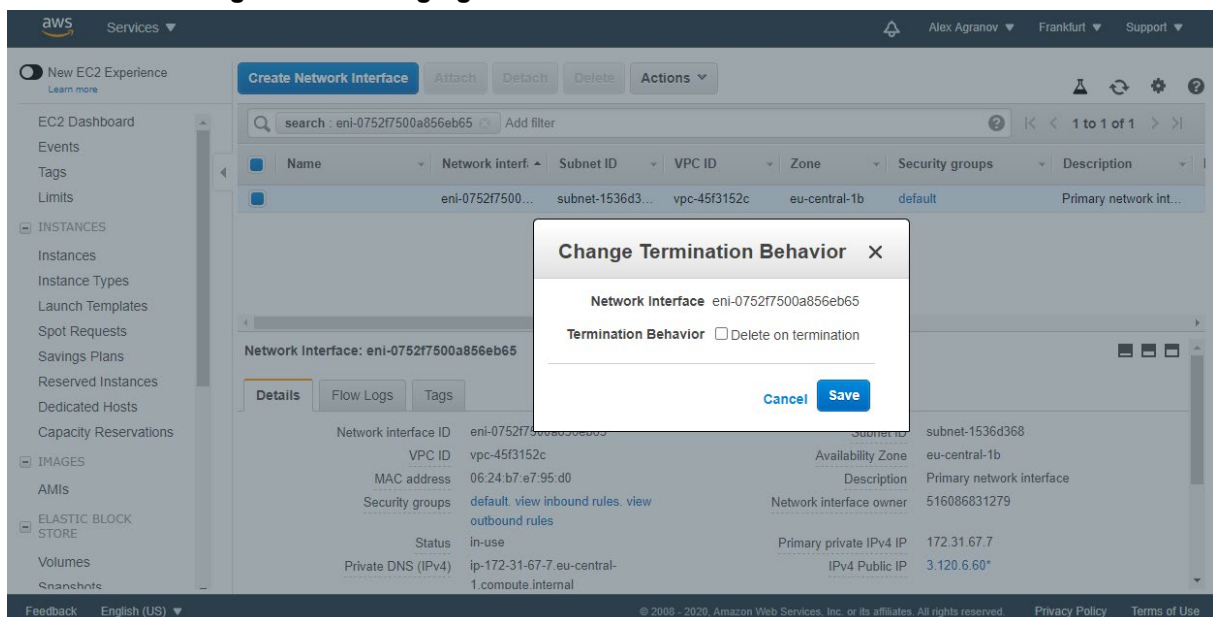 aws Services Alex Agranov Frankfurt Support
New EC2 Experience
Learn more
Create Network Interface Attach Detach Delete Actions
EC2 Dashboard
Events
Tags
Limits
INSTANCES
Instances
Instance Types
Launch Templates
Spot Requests
Savings Plans
Reserved Instances
Dedicated Hosts
Capacity Reservations
IMAGES
AMIs
ELASTIC BLOCK
STORE
Volumes
Snapshots
search : eni-0752f7500a856eb65 Add filter 1 to 1 of 1
Name Network interf. Subnet ID VPC ID Zone Security groups Description
eni-0752f7500... subnet-1536d3... vpc-45f3152c eu-central-1b default Primary network int...
Change Termination Behavior
Network Interface eni-0752f7500a856eb65
Termination Behavior Delete on termination
Cancel Save
Network Interface: eni-0752f7500a856eb65
Details Flow Logs Tags
Network interface ID eni-0752f7500a856eb65 Subnet ID subnet-1536d368
VPC ID vpc-45f3152c Availability Zone eu-central-1b
MAC address 06:24:b7:e7:95:d0 Description Primary network interface
Security groups default. view inbound rules. view Network interface owner 516086831279
outbound rules
Status in-use Primary private IPv4 IP 172.31.67.7
Private DNS (IPv4) ip-172-31-67-7.eu-central- IPv4 Public IP 3.120.6.60*
1.compute.internal
Feedback English (US) © 2008 - 2020, Amazon Web Services, Inc. or its affiliates. All rights reserved. Privacy Policy Terms of Use